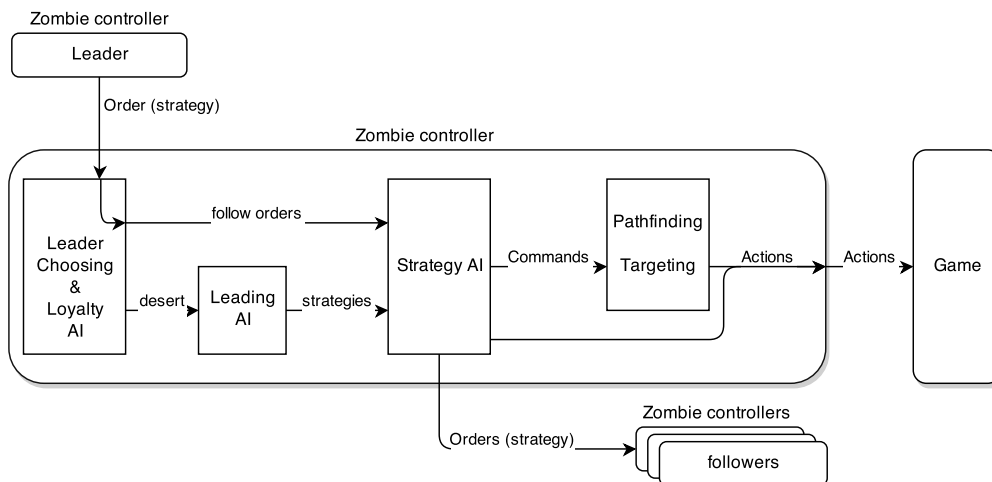 Zombie controller
Leader
Order (strategy)
Zombie controller
Leader
Choosing
&
Loyalty
AI
follow orders
desert
Leading
AI
strategies
Strategy AI
Commands
Pathfinding
Targeting
Actions
Actions
Game
Orders (strategy)
Zombie controllers
followers